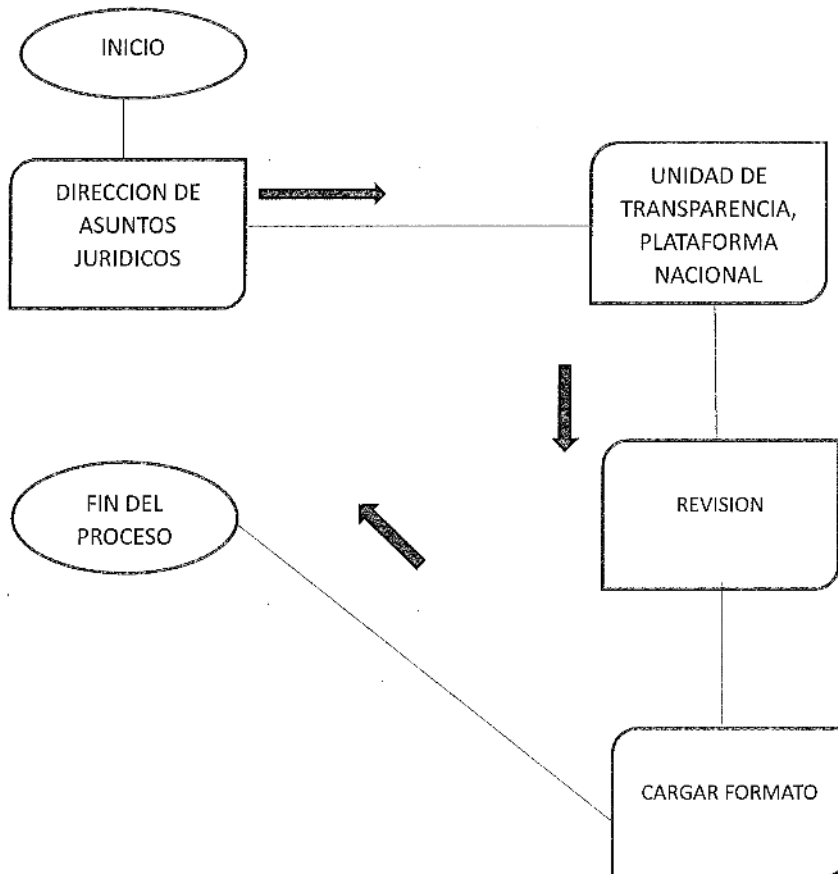 INICIO
DIRECCION DE
ASUNTOS
JURIDICOS
UNIDAD DE
TRANSPARENCIA,
PLATAFORMA
NACIONAL
REVISION
CARGAR FORMATO
FIN DEL
PROCESO